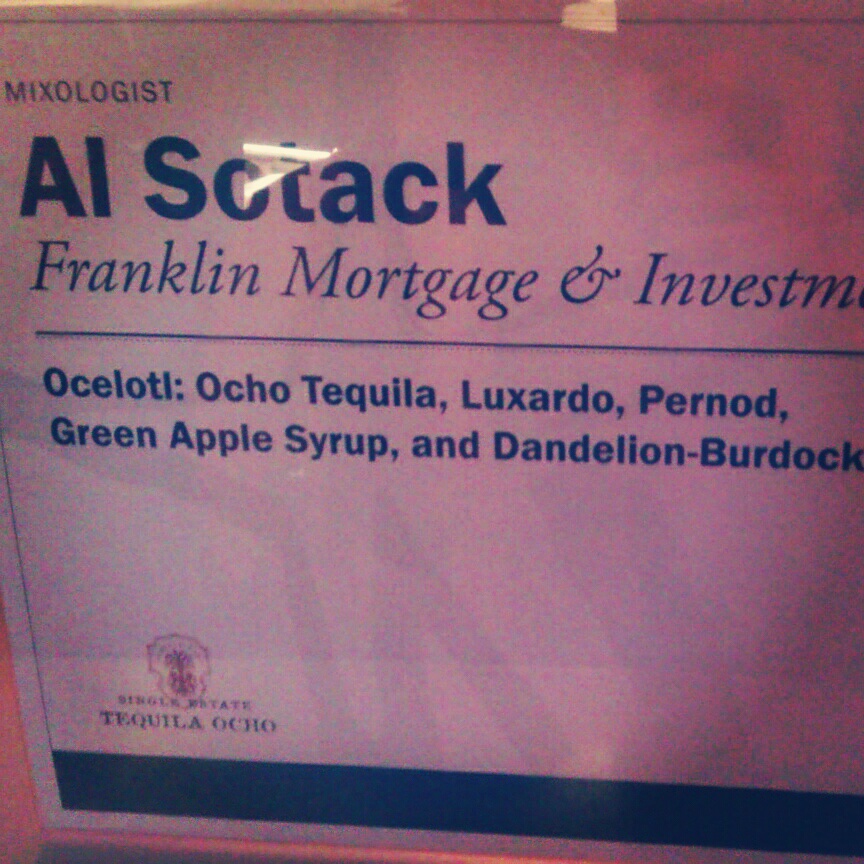 MIXOLOGIST
Al Sotack
Franklin Mortgage & Investm
Ocelotl: Ocho Tequila, Luxardo, Pernod,
Green Apple Syrup, and Dandelion-Burdock
SINGLE ESTATE
TEQUILA OCHO